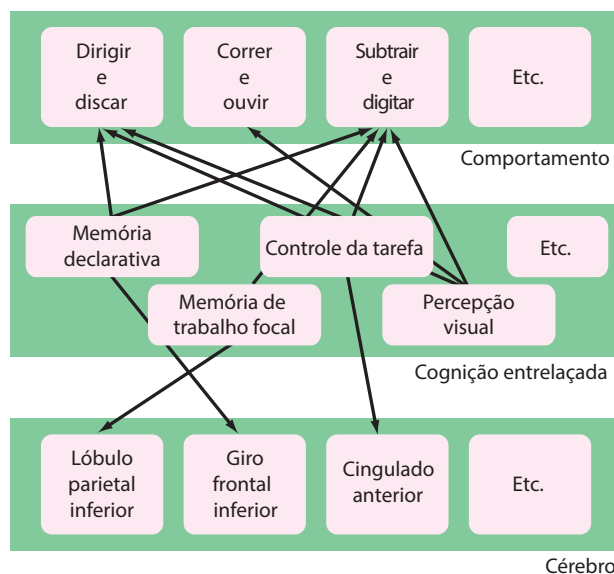 Dirigir
e
discar
Correr
e
ouvir
Subtrair
e
digitar
Etc.
Comportamento
Memória
declarativa
Controle da tarefa
Etc.
Memória de
trabalho focal
Percepção
visual
Cognição entrelaçada
Lóbulo
parietal
inferior
Giro
frontal
inferior
Cingulado
anterior
Etc.
Cérebro